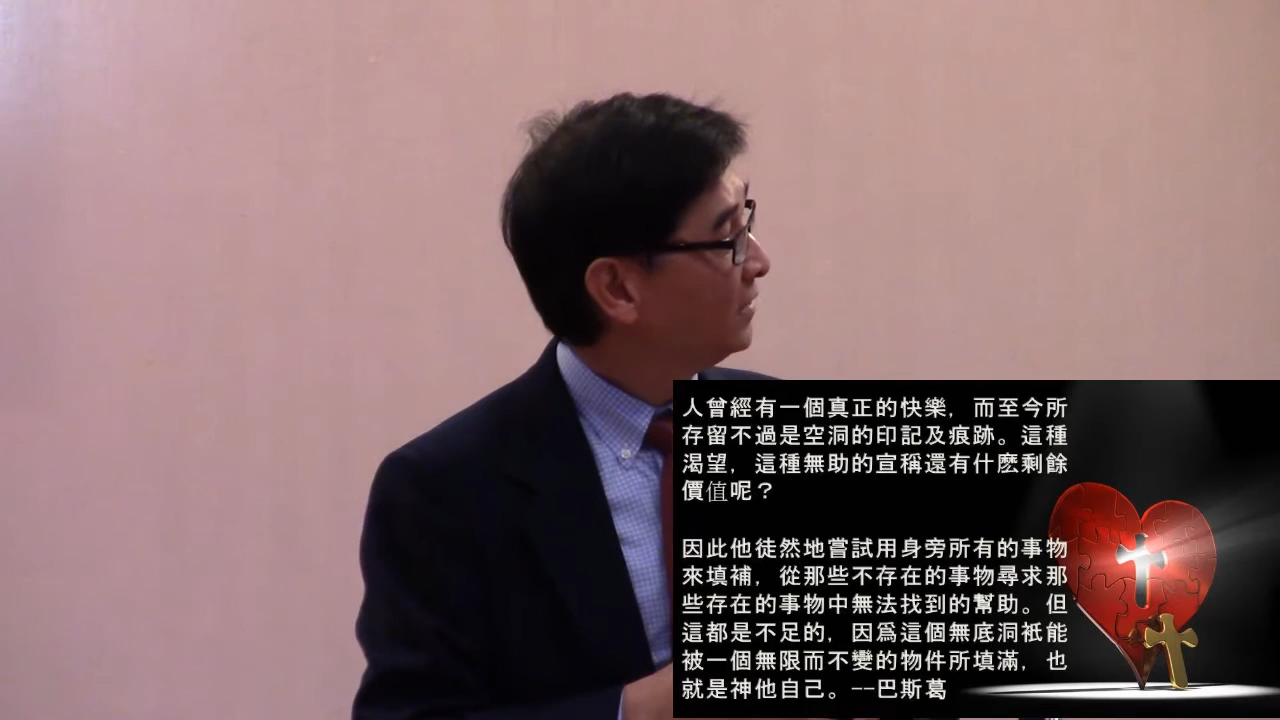 人曾經有一個真正的快樂，而至今所
存留不過是空洞的印記及痕跡。這種
渴望，這種無助的宣稱還有什麽剩餘
價值呢？
因此他徒然地嘗試用身旁所有的事物
來填補，從那些不存在的事物尋求那
些存在的事物中無法找到的幫助。但
這都是不足的，因爲這個無底洞衹能
被一個無限而不變的物件所填滿，也
就是神他自己。--巴斯葛